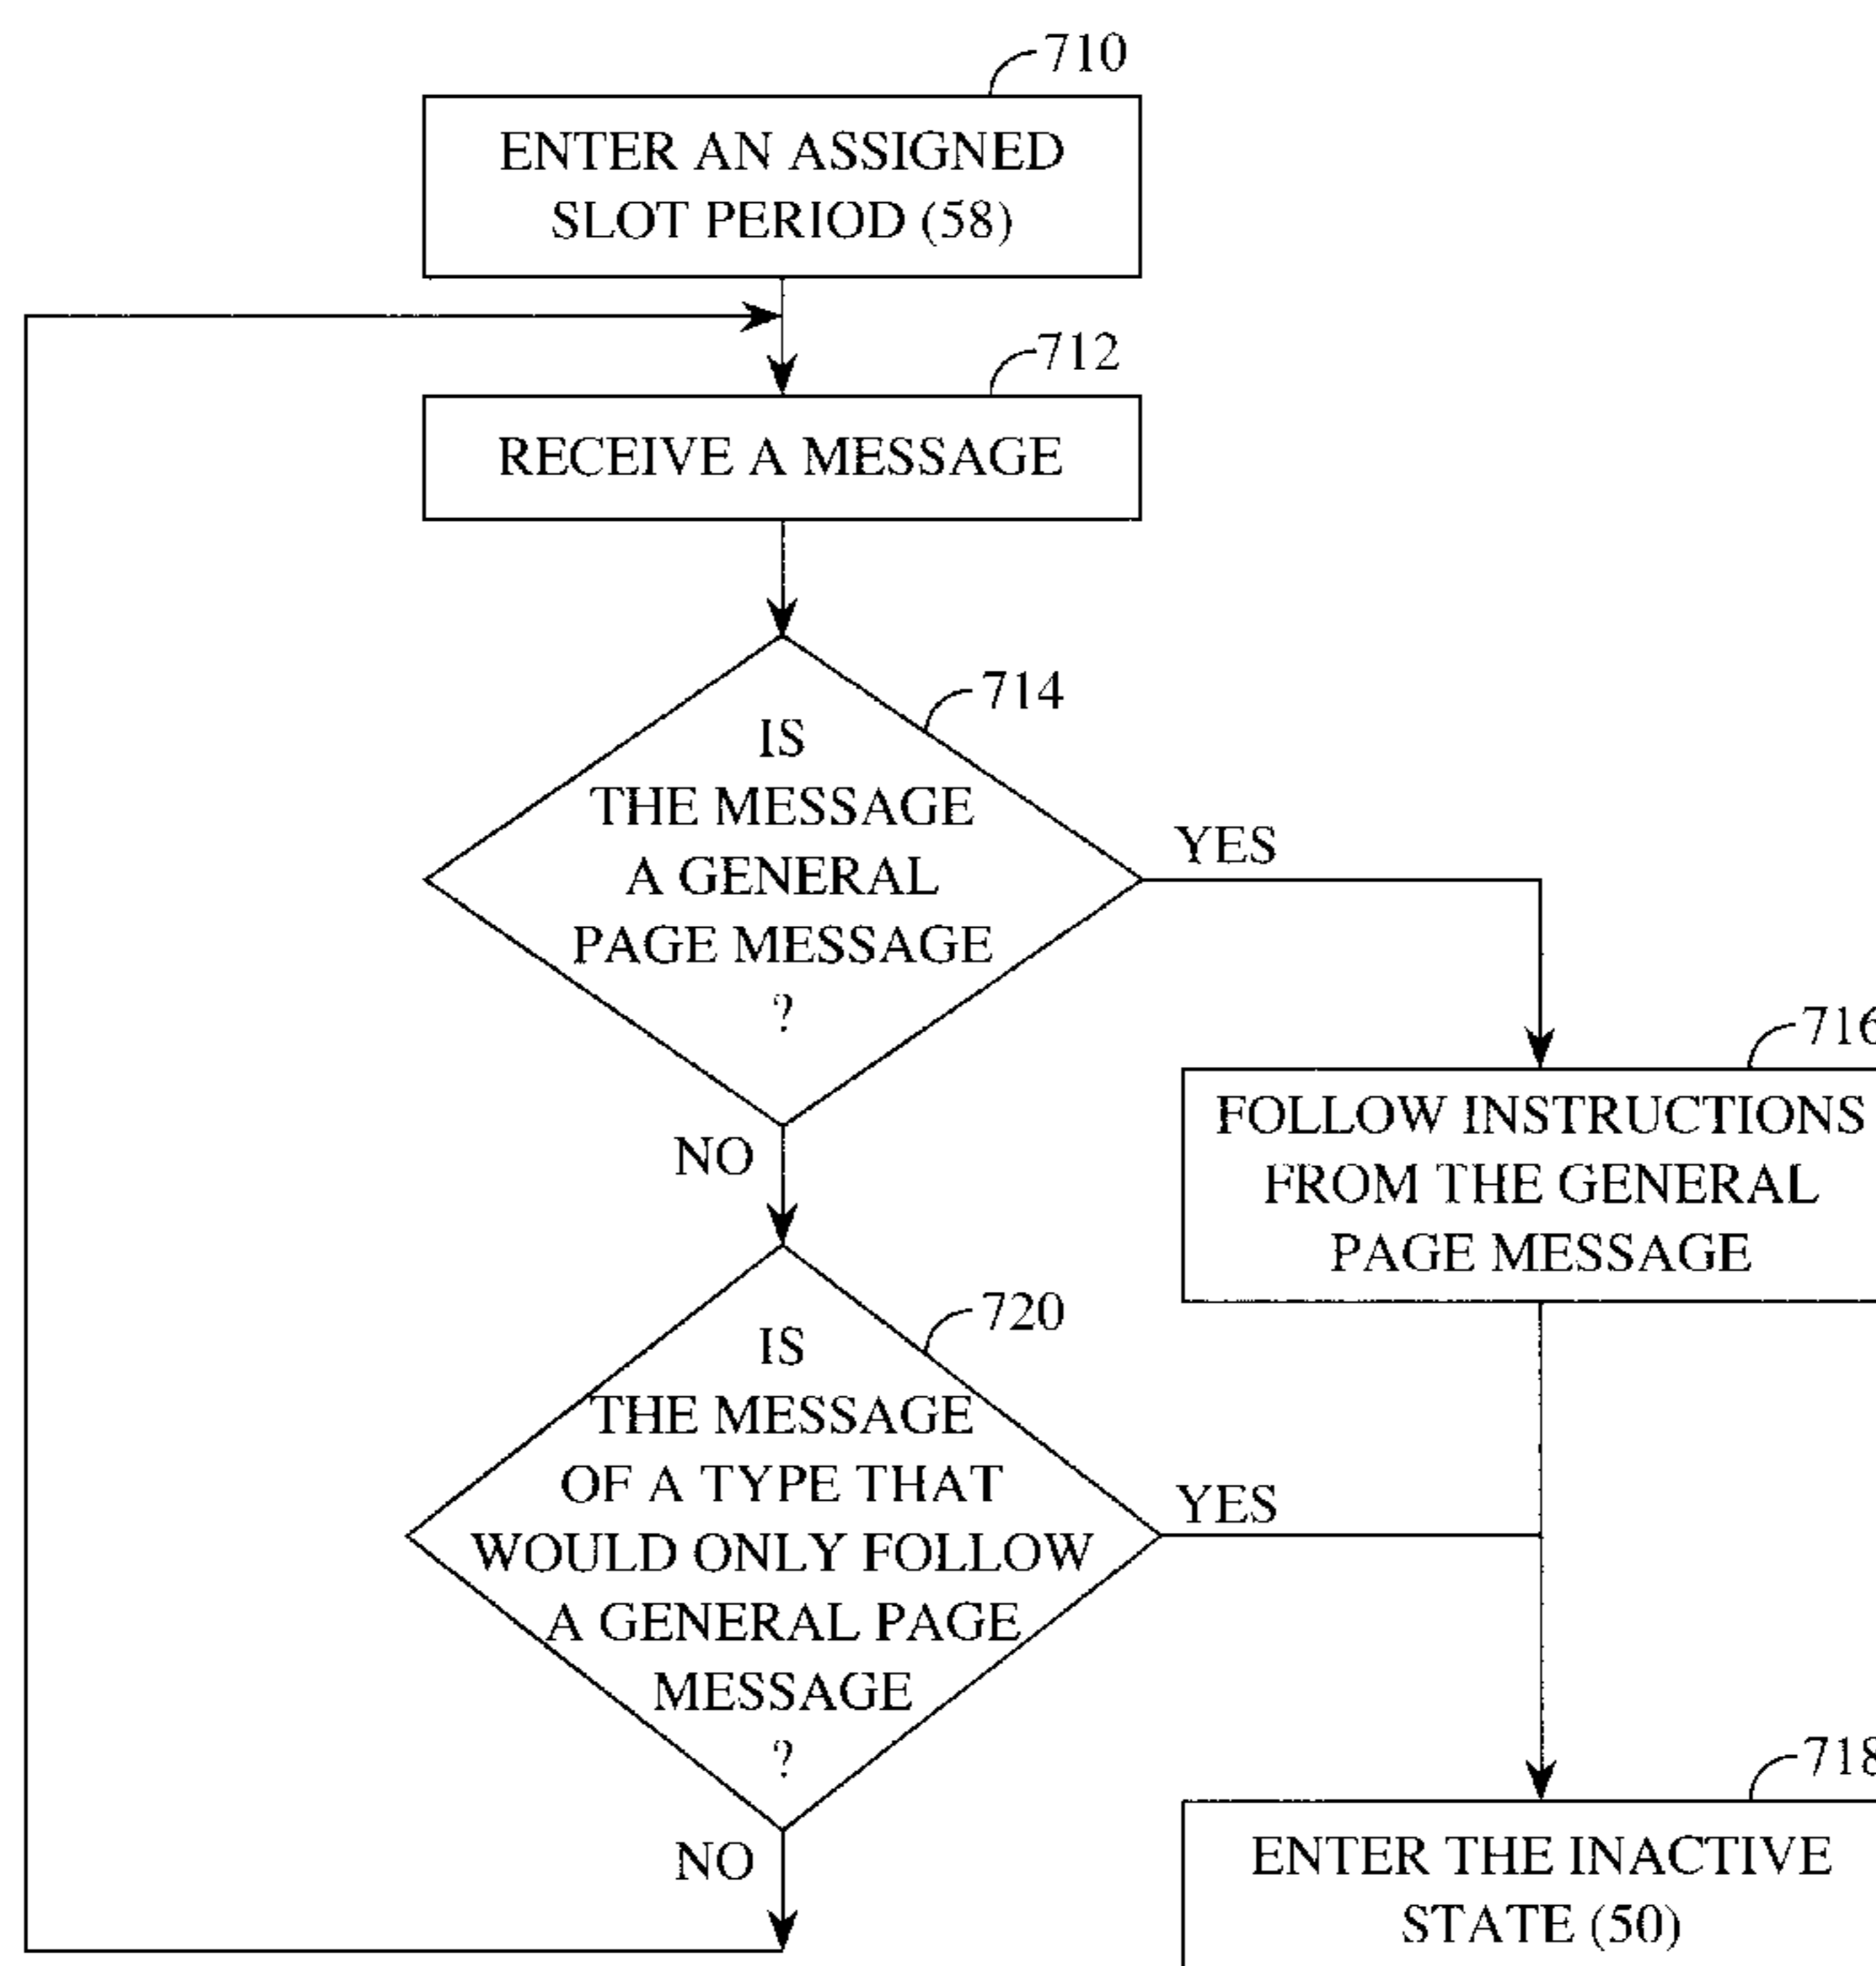 710
ENTER AN ASSIGNED
SLOT PERIOD (58)
712
RECEIVE A MESSAGE
714
IS
THE MESSAGE
A GENERAL
PAGE MESSAGE
?
YES
NO
716
FOLLOW INSTRUCTIONS
FROM THE GENERAL
PAGE MESSAGE
720
IS
THE MESSAGE
OF A TYPE THAT
WOULD ONLY FOLLOW
A GENERAL PAGE
MESSAGE
?
YES
NO
718
ENTER THE INACTIVE
STATE (50)